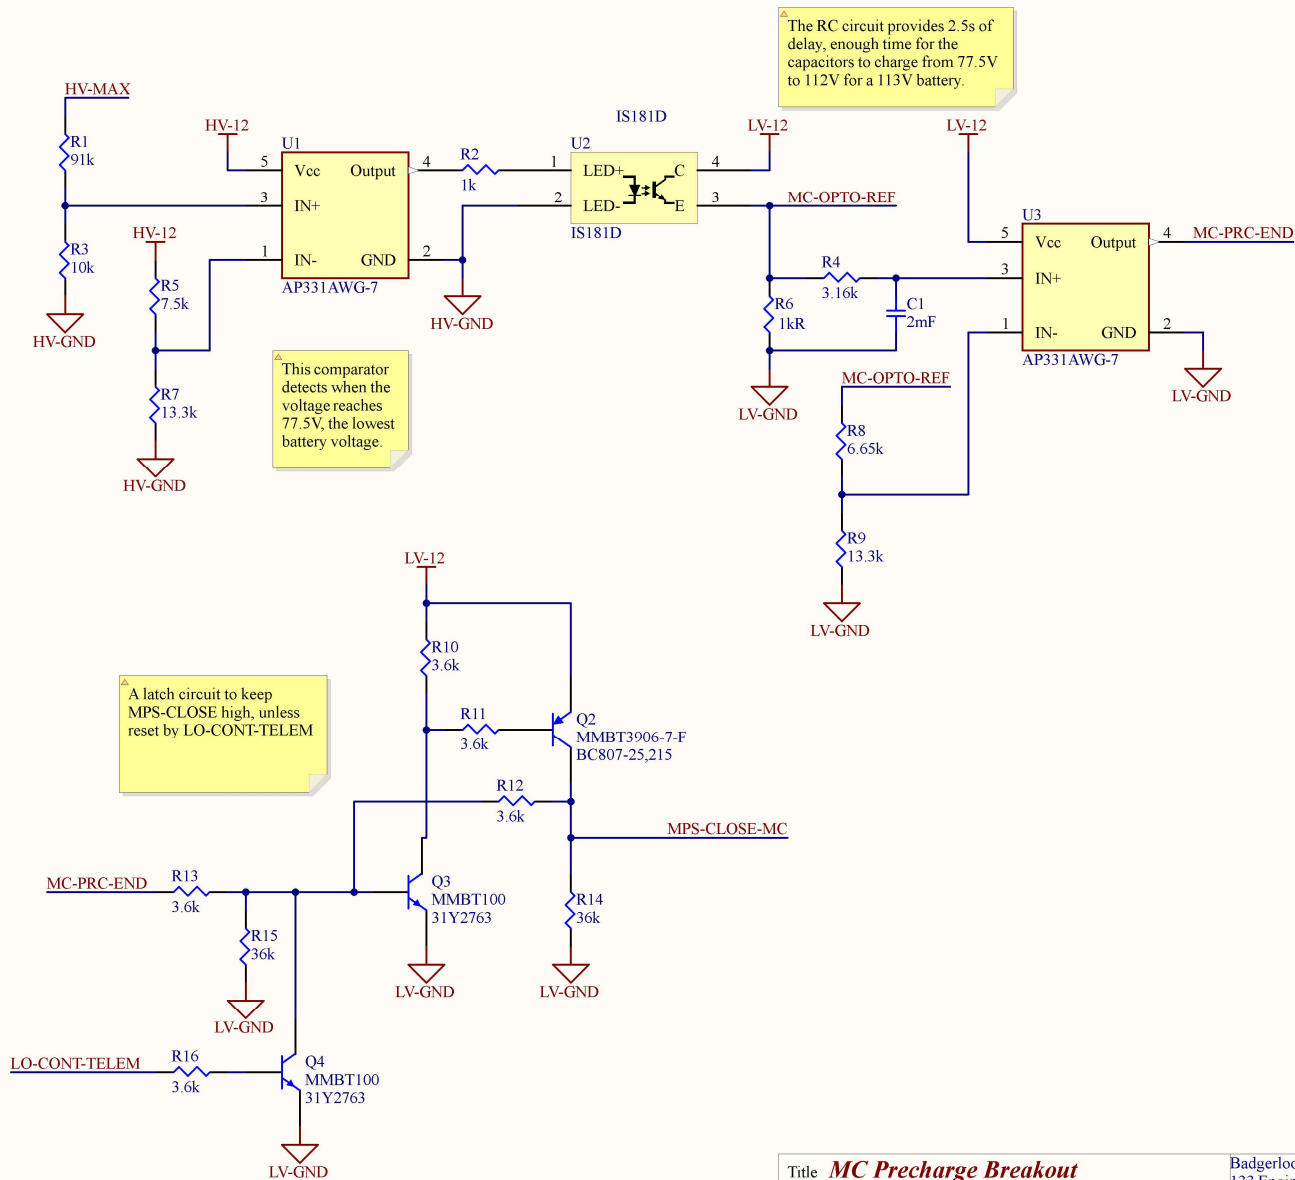 The RC circuit provides 2.5s of
delay, enough time for the
capacitors to charge from 77.5V
to 112V for a 113V battery.
HV-MAX
R1
91k
R3
10k
HV-GND
HV-12
U1
5 Vcc Output 4
3 IN+
1 IN- GND 2
AP331AWG-7
HV-12
R5
7.5k
R7
13.3k
HV-GND
R2
1k
HV-GND
This comparator
detects when the
voltage reaches
77.5V, the lowest
battery voltage.
IS181D
U2
1 LED+ C 4
2 LED- E 3
IS181D
LV-12
MC-OPTO-REF
R4
3.16k
R6
1kR
C1
2mF
LV-GND
LV-12
U3
5 Vcc Output 4
3 IN+
1 IN- GND 2
AP331AWG-7
MC-PRC-END
LV-GND
MC-OPTO-REF
R8
6.65k
R9
13.3k
LV-GND
LV-12
R10
3.6k
R11
3.6k
Q2
MMBT3906-7-F
BC807-25,215
R12
3.6k
MPS-CLOSE-MC
A latch circuit to keep
MPS-CLOSE high, unless
reset by LO-CONT-TELEM
MC-PRC-END
R13
3.6k
R15
36k
LV-GND
Q3
MMBT100
31Y2763
LV-GND
R14
36k
LV-GND
LO-CONT-TELEM
R16
3.6k
Q4
MMBT100
31Y2763
LV-GND
Title MC Precharge Breakout